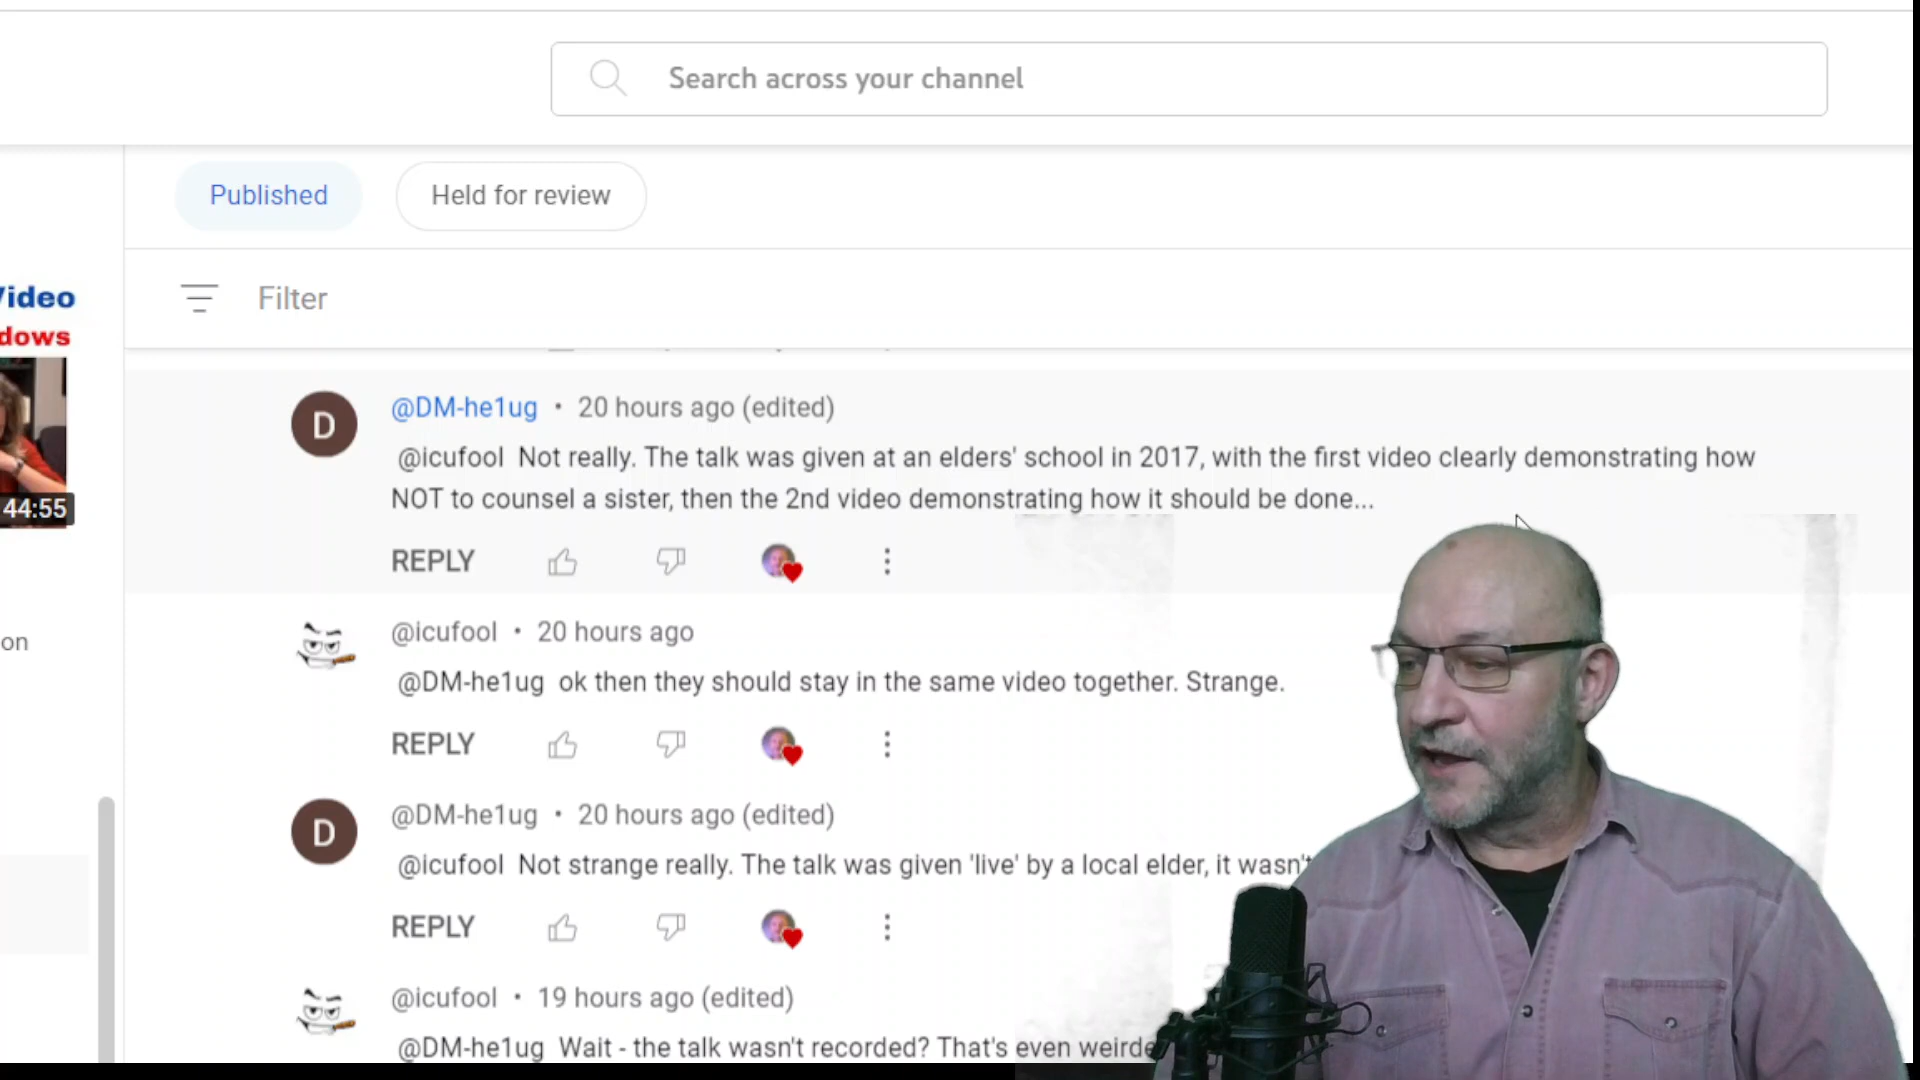 Search across your channel
Published
Held for review
Video
dows
44:55
on
Filter
D
@DM-he1ug • 20 hours ago (edited)
@icufool Not really. The talk was given at an elders' school in 2017, with the first video clearly demonstrating how
NOT to counsel a sister, then the 2nd video demonstrating how it should be done...
REPLY
@icufool • 20 hours ago
@DM-he1ug ok then they should stay in the same video together. Strange.
REPLY
D
@DM-he1ug • 20 hours ago (edited)
@icufool Not strange really. The talk was given 'live' by a local elder, it wasn't
REPLY
@icufool • 19 hours ago (edited)
@DM-he1ug Wait - the talk wasn't recorded? That's even